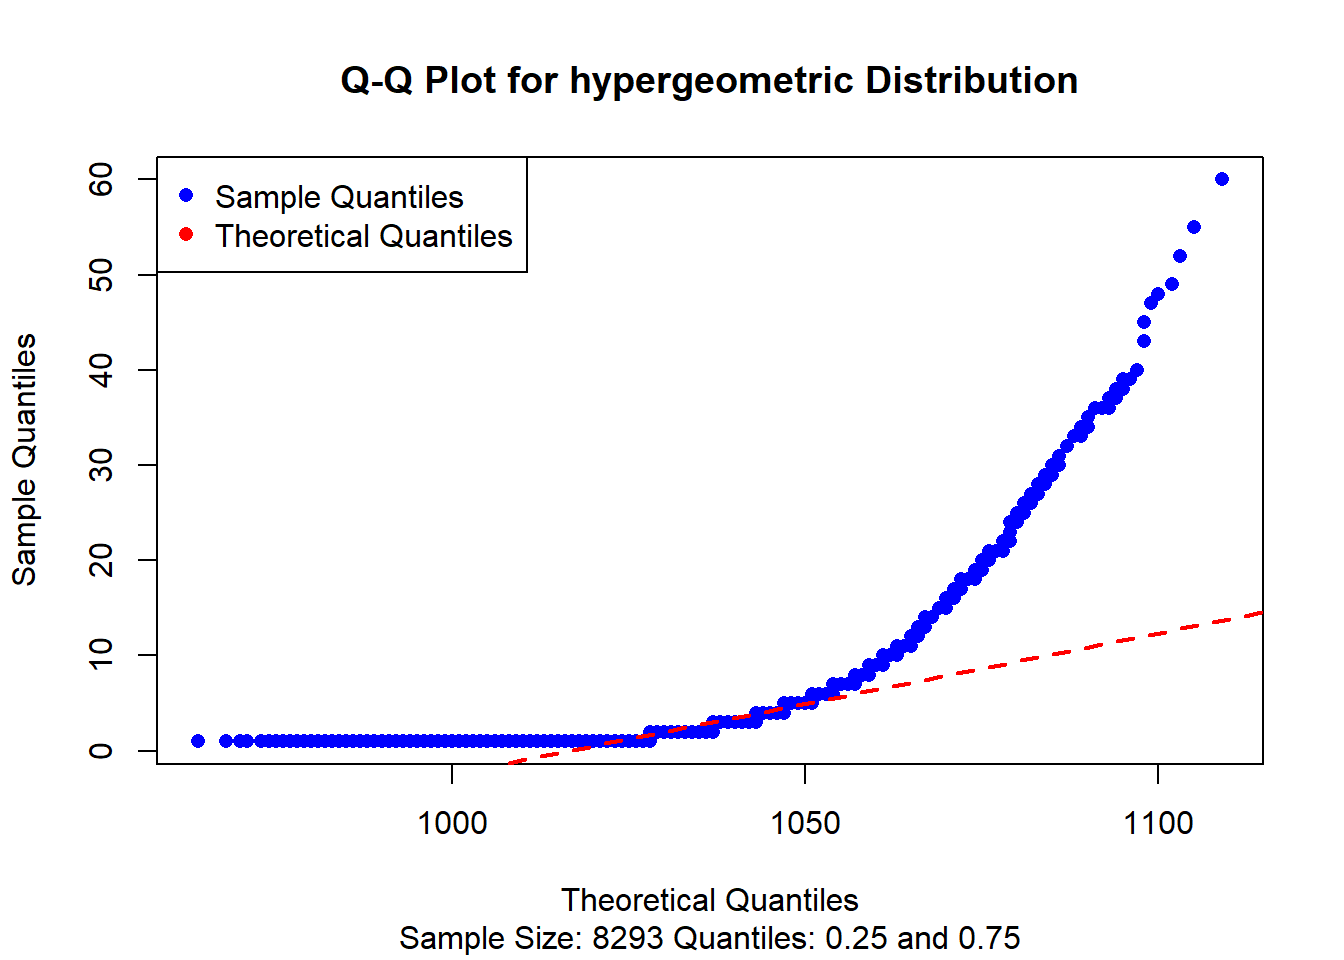 Q-Q Plot for hypergeometric Distribution
Sample Quantiles
Theoretical Quantiles
60
50
40
30
20
10
0
Sample Quantiles
1000
1050
1100
Theoretical Quantiles
Sample Size: 8293 Quantiles: 0.25 and 0.75